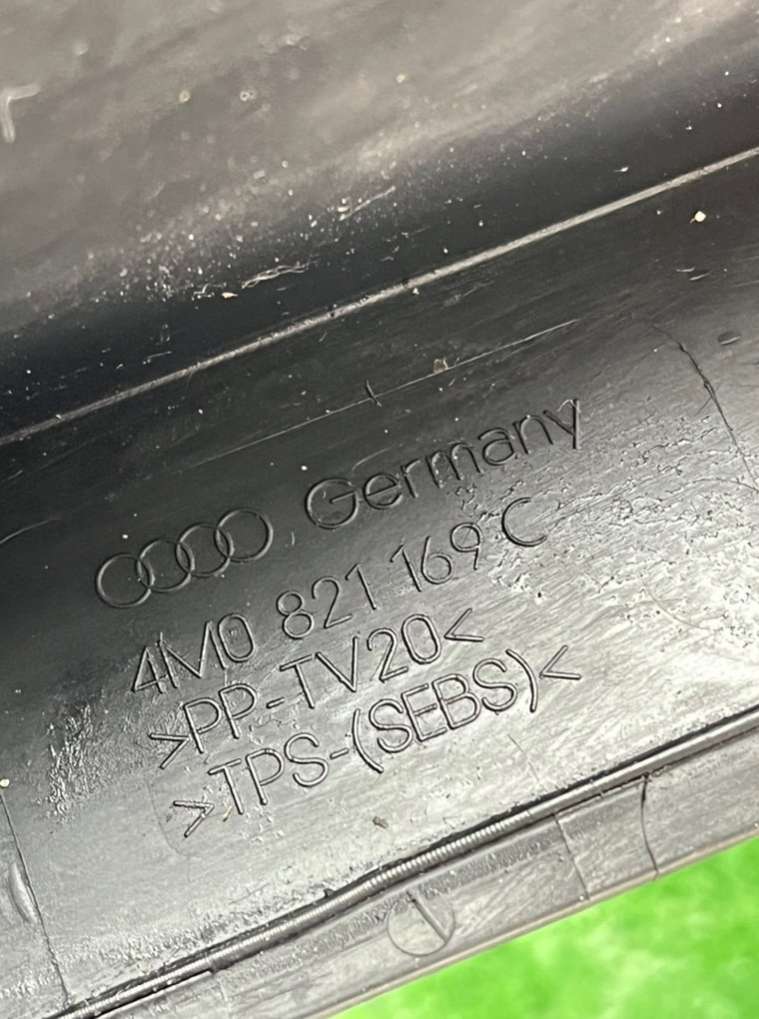 Germany
4M0 821 169 C
>PP-TV20<
>TPS-(SEBS)<